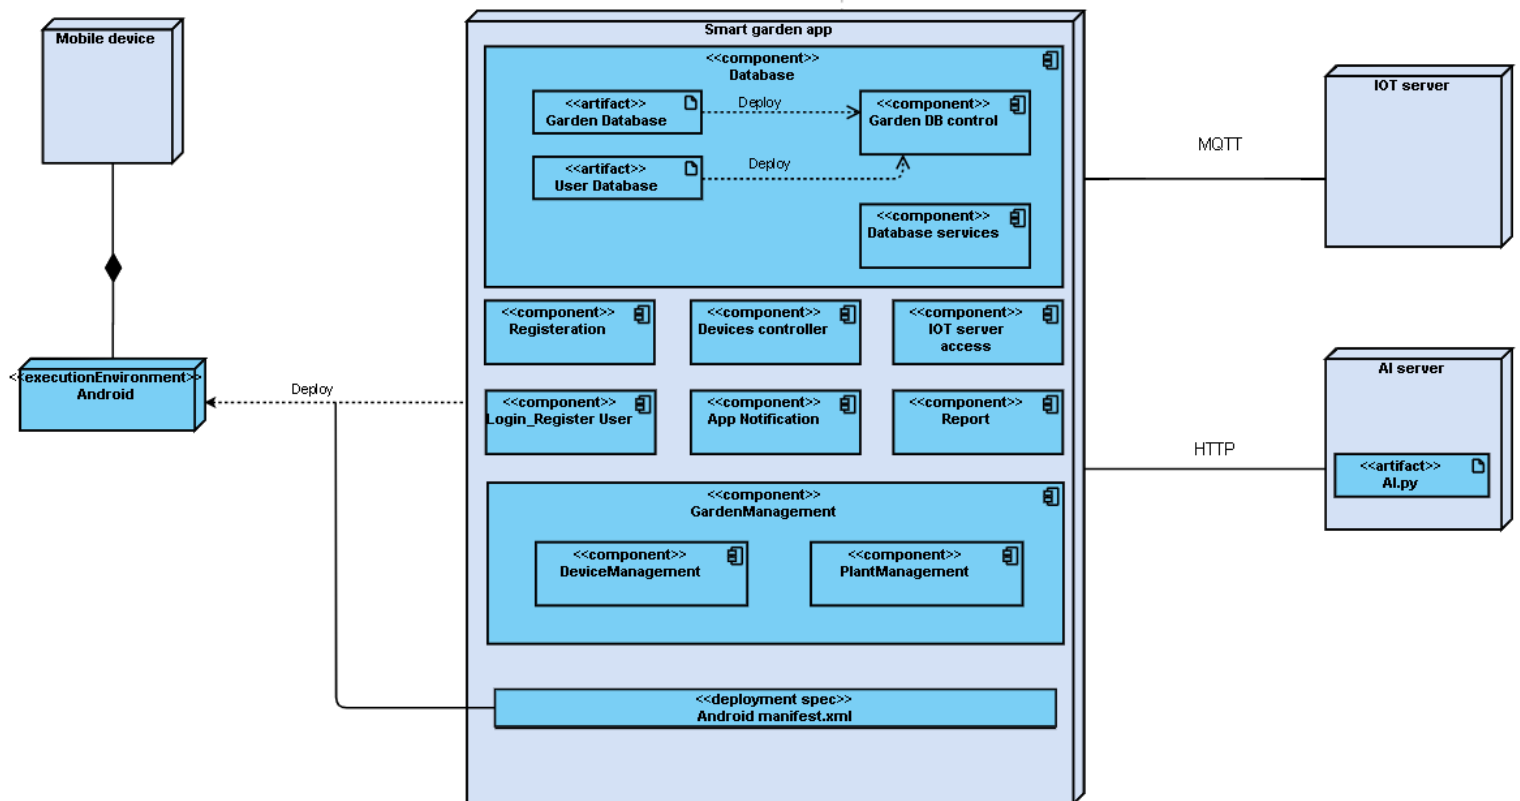 Mobile device
Smart garden app
<<component>>
Database
<<artifact>>
Garden Database
Deploy
<<component>>
Garden DB control
<<artifact>>
User Database
Deploy
<<component>>
Database services
<<component>>
Registeration
<<component>>
Devices controller
<<component>>
IOT server
access
<<component>>
Login_Register User
<<component>>
App Notification
<<component>>
Report
<<component>>
GardenManagement
<<component>>
DeviceManagement
<<component>>
PlantManagement
<<deployment spec>>
Android manifest.xml
<<executionEnvironment>>
Android
Deploy
MQTT
IOT server
HTTP
AI server
<<artifact>>
AI.py